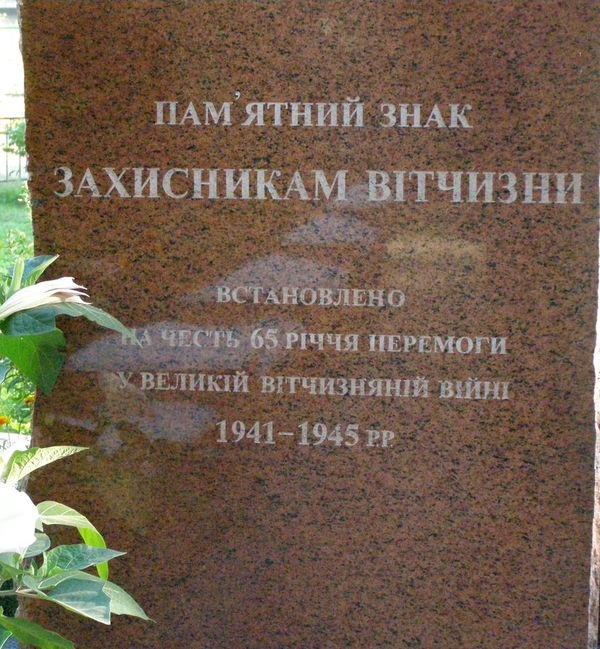 ПАМ'ЯТНИЙ ЗНАК
ЗАХИСНИКАМ ВІТЧИЗНИ
ВСТАНОВЛЕНО
НА ЧЕСТЬ 65 РІЧЧЯ ПЕРЕМОГИ
У ВЕЛИКІЙ ВІТЧИЗНЯНІЙ ВІЙНІ
1941-1945 РР